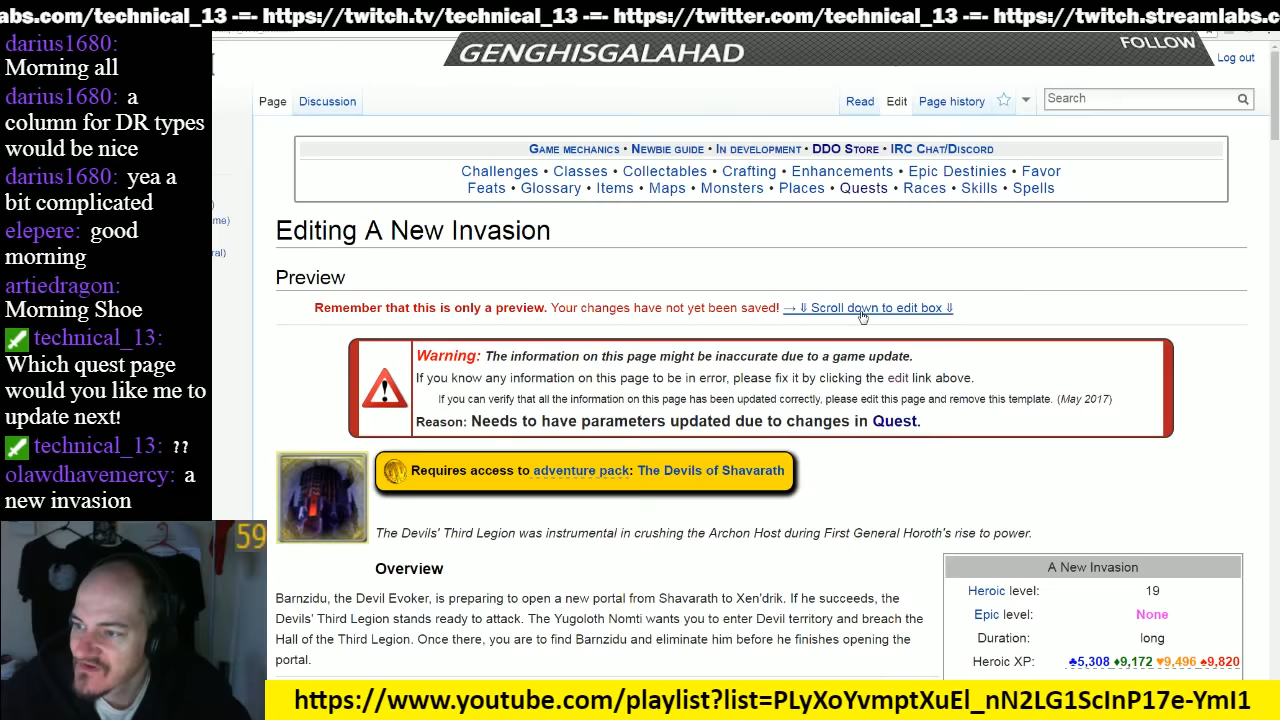 abs.com/technical_13 -=- https://twitch.tv/technical_13 -=- https://twitter.com/technical_13 -=- https://twitch.streamlabs.c
darius1680:
Morning all
darius1680: a
column for DR types
would be nice
darius1680: yea a
bit complicated
elepere: good
morning
artiedragon:
Morning Shoe
technical_13:
Which quest page
would you like me to
update next!
technical_13: ??
olawdhavemercy: a
new invasion
59
GENGHISGALAHAD
FOLLOW
Log out
Page Discussion Read Edit Page history Search
GAME MECHANICS • NEWBIE GUIDE • IN DEVELOPMENT • DDO STORE • IRC CHAT/DISCORD
Challenges • Classes • Collectables • Crafting • Enhancements • Epic Destinies • Favor
Feats • Glossary • Items • Maps • Monsters • Places • Quests • Races • Skills • Spells
me)
ral)
Editing A New Invasion
Preview
Remember that this is only a preview. Your changes have not yet been saved! → ⇓ Scroll down to edit box ⇓
Warning: The information on this page might be inaccurate due to a game update.
If you know any information on this page to be in error, please fix it by clicking the edit link above.
If you can verify that all the information on this page has been updated correctly, please edit this page and remove this template. (May 2017)
Reason: Needs to have parameters updated due to changes in Quest.
Requires access to adventure pack: The Devils of Shavarath
The Devils' Third Legion was instrumental in crushing the Archon Host during First General Horoth's rise to power.
Overview
Barnzidu, the Devil Evoker, is preparing to open a new portal from Shavarath to Xen'drik. If he succeeds, the
Devils' Third Legion stands ready to attack. The Yugoloth Nomti wants you to enter Devil territory and breach the
Hall of the Third Legion. Once there, you are to find Barnzidu and eliminate him before he finishes opening the
portal.
A New Invasion
Heroic level: 19
Epic level: None
Duration: long
Heroic XP: ♣5,308 ♦9,172 ♥9,496 ♠9,820
https://www.youtube.com/playlist?list=PLyXoYvmptXuEl_nN2LG1ScInP17e-YmI1